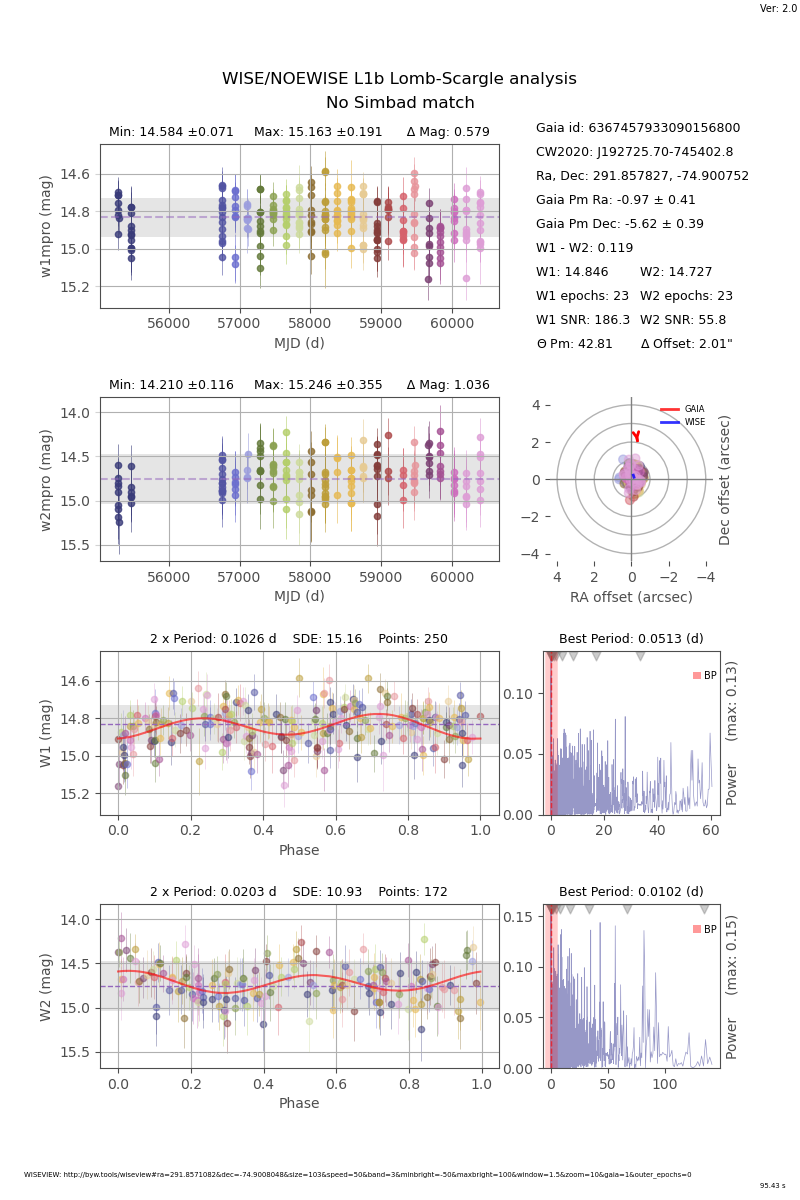 Ver: 2.0
WISE/NOEWISE L1b Lomb-Scargle analysis
No Simbad match
Min: 14.584 ±0.071 Max: 15.163 ±0.191 Δ Mag: 0.579
14.6
14.8
15.0
15.2
w1mpro (mag)
56000 57000 58000 59000 60000
MJD (d)
Gaia id: 6367457933090156800
CW2020: J192725.70-745402.8
Ra, Dec: 291.857827, -74.900752
Gaia Pm Ra: -0.97 ± 0.41
Gaia Pm Dec: -5.62 ± 0.39
W1 - W2: 0.119
W1: 14.846 W2: 14.727
W1 epochs: 23 W2 epochs: 23
W1 SNR: 186.3 W2 SNR: 55.8
Θ Pm: 42.81 Δ Offset: 2.01"
Min: 14.210 ±0.116 Max: 15.246 ±0.355 Δ Mag: 1.036
14.0
14.5
15.0
15.5
w2mpro (mag)
56000 57000 58000 59000 60000
MJD (d)
GAIA
WISE
4
2
0
−2
−4
4 2 0 −2 −4
RA offset (arcsec)
Dec offset (arcsec)
2 x Period: 0.1026 d SDE: 15.16 Points: 250
14.6
14.8
15.0
15.2
W1 (mag)
0.0 0.2 0.4 0.6 0.8 1.0
Phase
Best Period: 0.0513 (d)
BP
0.10
0.05
0.00
0 20 40 60
Power (max: 0.13)
2 x Period: 0.0203 d SDE: 10.93 Points: 172
14.0
14.5
15.0
15.5
W2 (mag)
0.0 0.2 0.4 0.6 0.8 1.0
Phase
Best Period: 0.0102 (d)
BP
0.15
0.10
0.05
0.00
0 50 100
Power (max: 0.15)
WISEVIEW: http://byw.tools/wiseview#ra=291.8571082&dec=-74.9008048&size=103&speed=50&band=3&minbright=-50&maxbright=100&window=1.5&zoom=10&gaia=1&outer_epochs=0
95.43 s